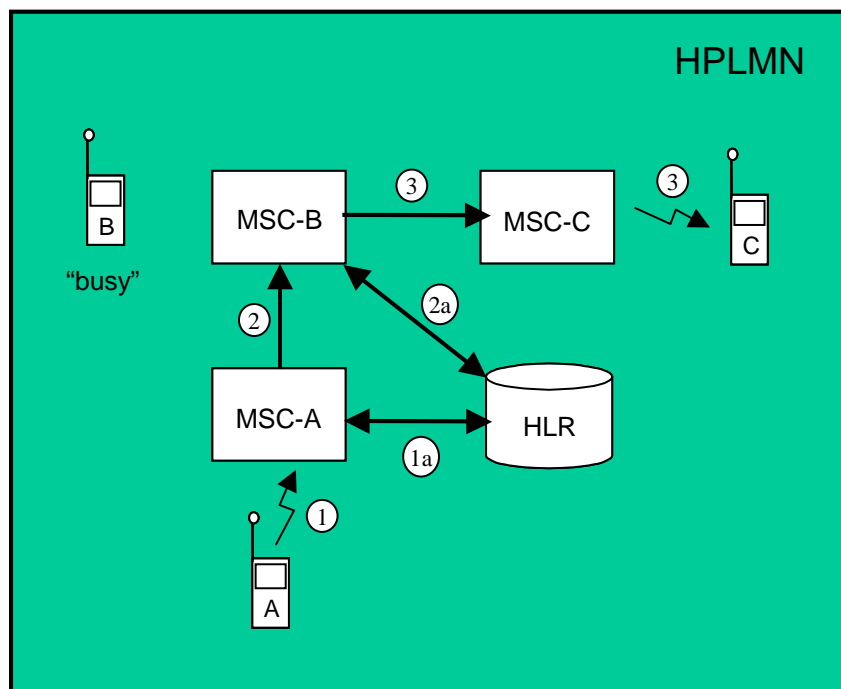 HPLMN
B
“busy”
MSC-B
3
MSC-C
3
C
2
2a
MSC-A
1a
HLR
1
A